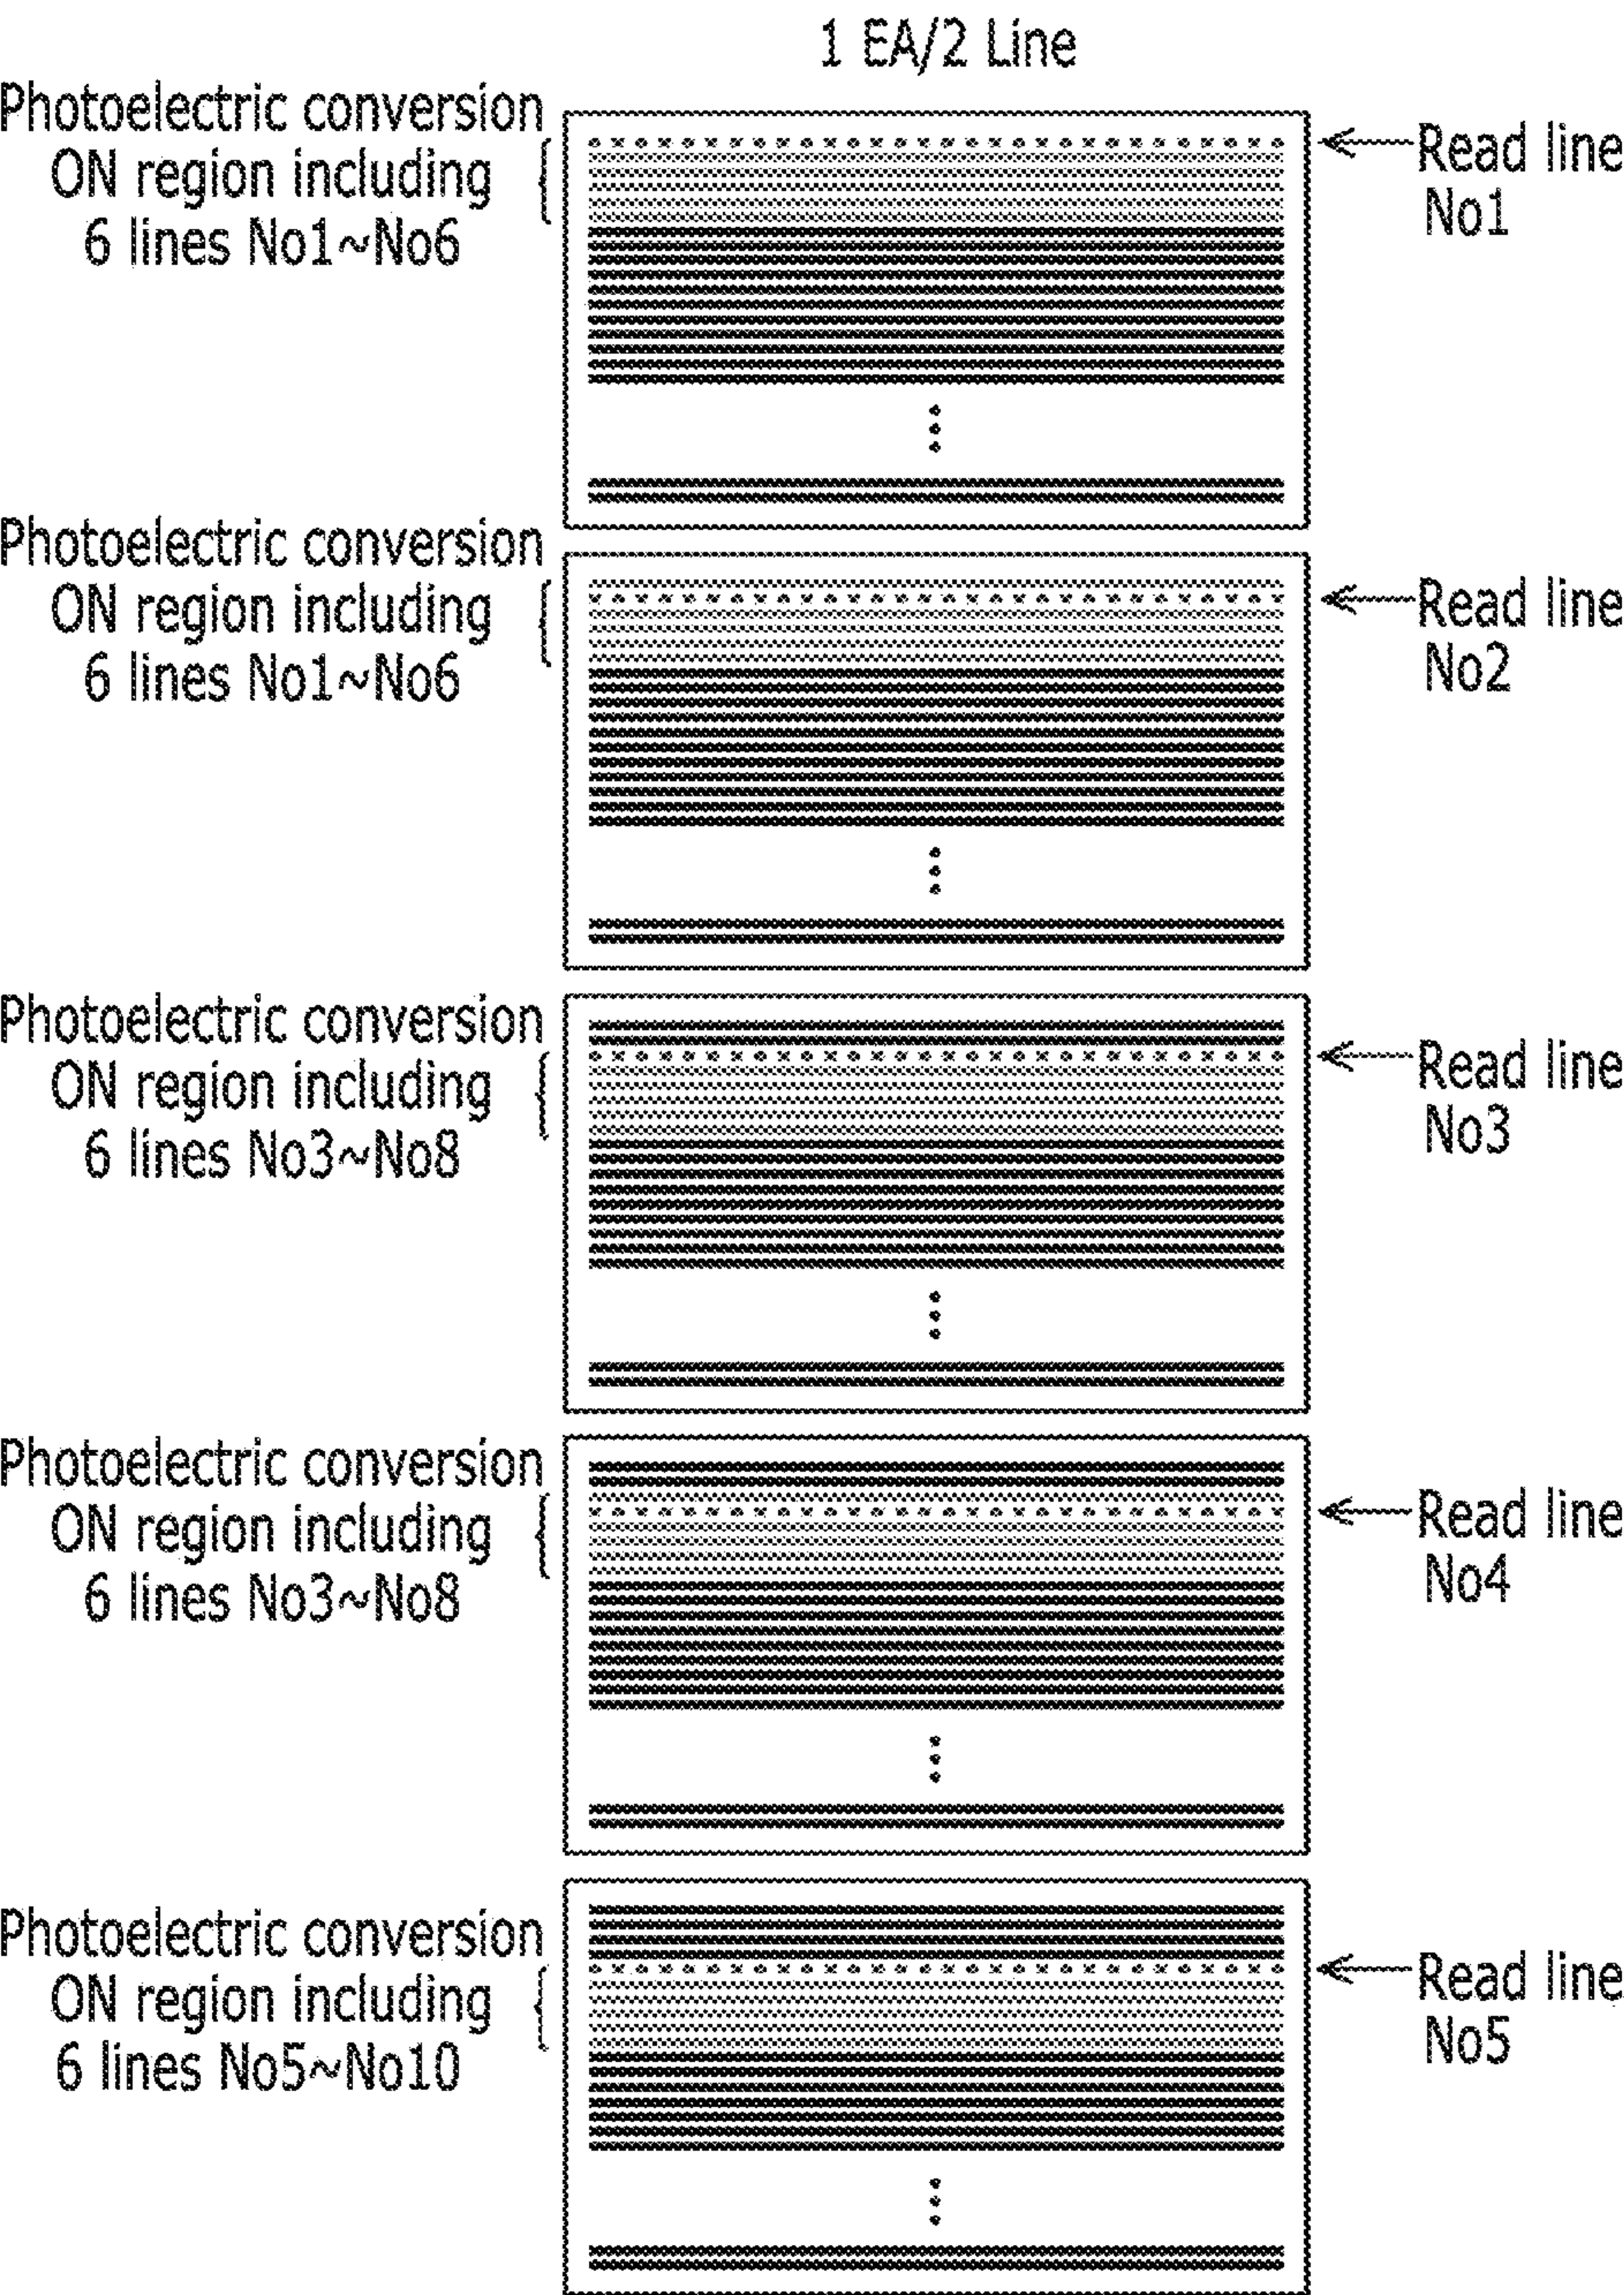 1 EA/2 Line
Photoelectric conversion
ON region including
6 lines No1~No6
Read line
No1
Photoelectric conversion
ON region including
6 lines No1~No6
Read line
No2
Photoelectric conversion
ON region including
6 lines No3~No8
Read line
No3
Photoelectric conversion
ON region including
6 lines No3~No8
Read line
No4
Photoelectric conversion
ON region including
6 lines No5~No10
Read line
No5